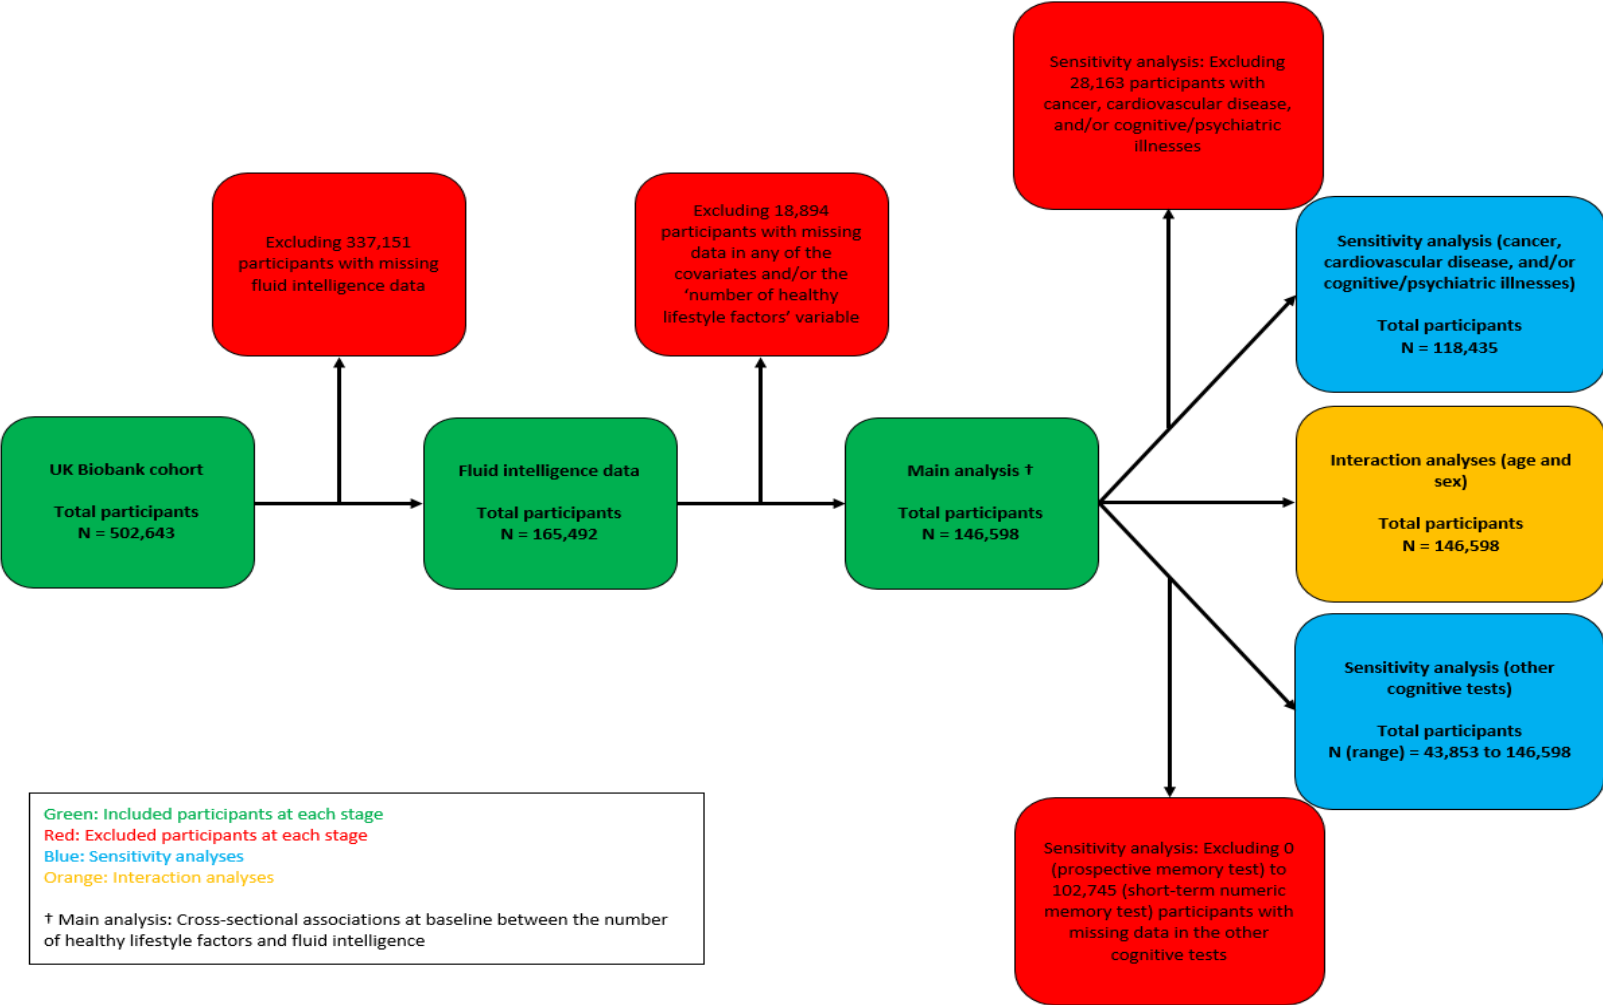 Sensitivity analysis: Excluding
28,163 participants with
cancer, cardiovascular disease,
and/or cognitive/psychiatric
illnesses
Excluding 337,151
participants with missing
fluid intelligence data
Excluding 18,894
participants with missing
data in any of the
covariates and/or the
‘number of healthy
lifestyle factors’ variable
Sensitivity analysis (cancer,
cardiovascular disease, and/or
cognitive/psychiatric illnesses)
Total participants
N = 118,435
UK Biobank cohort
Total participants
N = 502,643
Fluid intelligence data
Total participants
N = 165,492
Main analysis †
Total participants
N = 146,598
Interaction analyses (age and
sex)
Total participants
N = 146,598
Sensitivity analysis (other
cognitive tests)
Total participants
N (range) = 43,853 to 146,598
Sensitivity analysis: Excluding 0
(prospective memory test) to
102,745 (short-term numeric
memory test) participants with
missing data in the other
cognitive tests
Green: Included participants at each stage
Red: Excluded participants at each stage
Blue: Sensitivity analyses
Orange: Interaction analyses
† Main analysis: Cross-sectional associations at baseline between the number
of healthy lifestyle factors and fluid intelligence